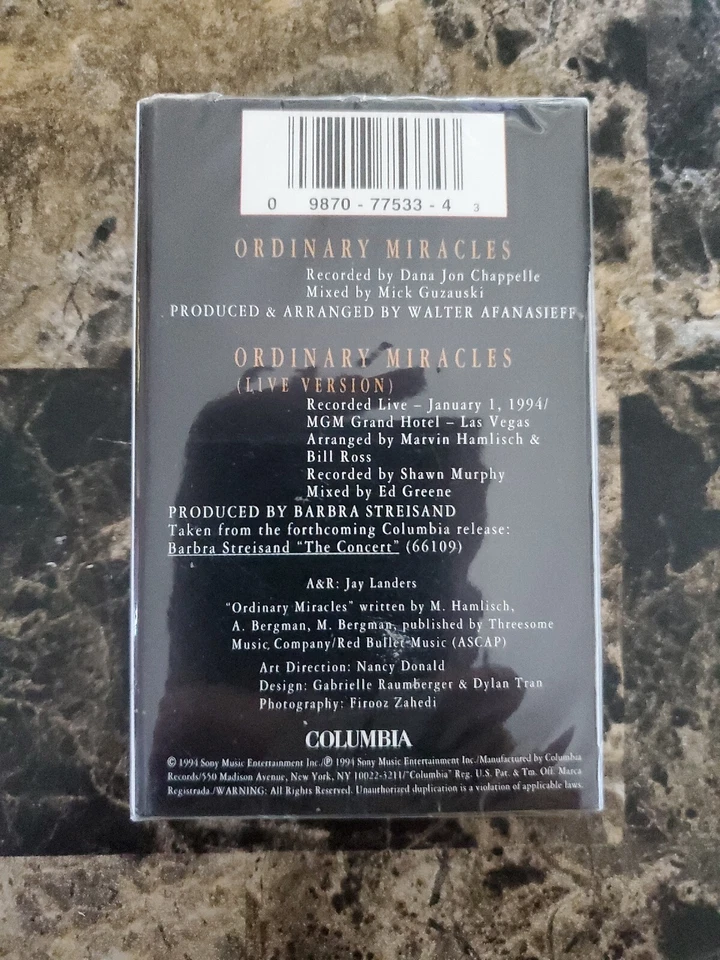 0 9870 - 77533 - 4 3
ORDINARY MIRACLES
Recorded by Dana Jon Chappelle
Mixed by Mick Guzauski
PRODUCED & ARRANGED BY WALTER AFANASIEFF
ORDINARY MIRACLES
(LIVE VERSION)
Recorded Live – January 1, 1994/
MGM Grand Hotel – Las Vegas
Arranged by Marvin Hamlisch &
Bill Ross
Recorded by Shawn Murphy
Mixed by Ed Greene
PRODUCED BY BARBRA STREISAND
Taken from the forthcoming Columbia release:
Barbra Streisand "The Concert" (66109)
A&R: Jay Landers
"Ordinary Miracles" written by M. Hamlisch,
A. Bergman, M. Bergman, published by Threesome
Music Company/Red Bullet Music (ASCAP)
Art Direction: Nancy Donald
Design: Gabrielle Raumberger & Dylan Tran
Photography: Firooz Zahedi
COLUMBIA
© 1994 Sony Music Entertainment Inc./℗ 1994 Sony Music Entertainment Inc./Manufactured by Columbia
Records/550 Madison Avenue, New York, NY 10022-3211/"Columbia" Reg. U.S. Pat. & Tm. Off. Marca
Registrada./WARNING: All Rights Reserved. Unauthorized duplication is a violation of applicable laws.